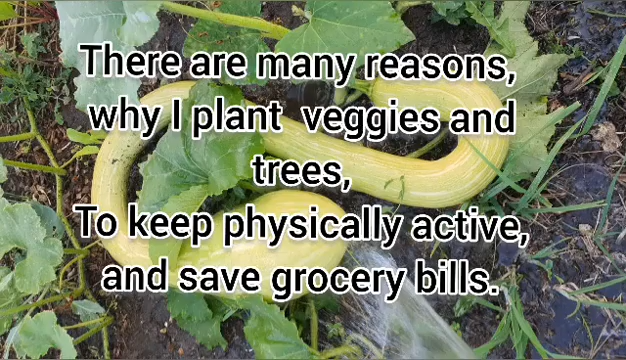 There are many reasons,
why I plant veggies and
trees,
To keep physically active,
and save grocery bills.